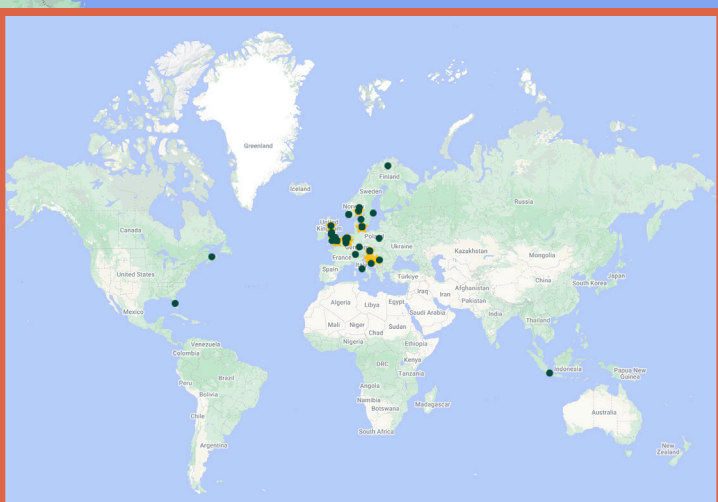 Greenland
Iceland
Finland
Sweden
Russia
Canada
United
Ukraine
France
Kazakhstan
Mongolia
Spain
Türkiye
United States
China
Japan
South Korea
Iraq
Iran
Afghanistan
Pakistan
Algeria
Libya
Egypt
Saudi Arabia
India
Mexico
Mali
Niger
Chad
Sudan
Thailand
Nigeria
Ethiopia
Venezuela
Colombia
Kenya
DRC
Tanzania
Indonesia
Papua New
Guinea
Brazil
Peru
Bolivia
Angola
Namibia
Botswana
Madagascar
Australia
Chile
South Africa
Argentina
New
Zealand